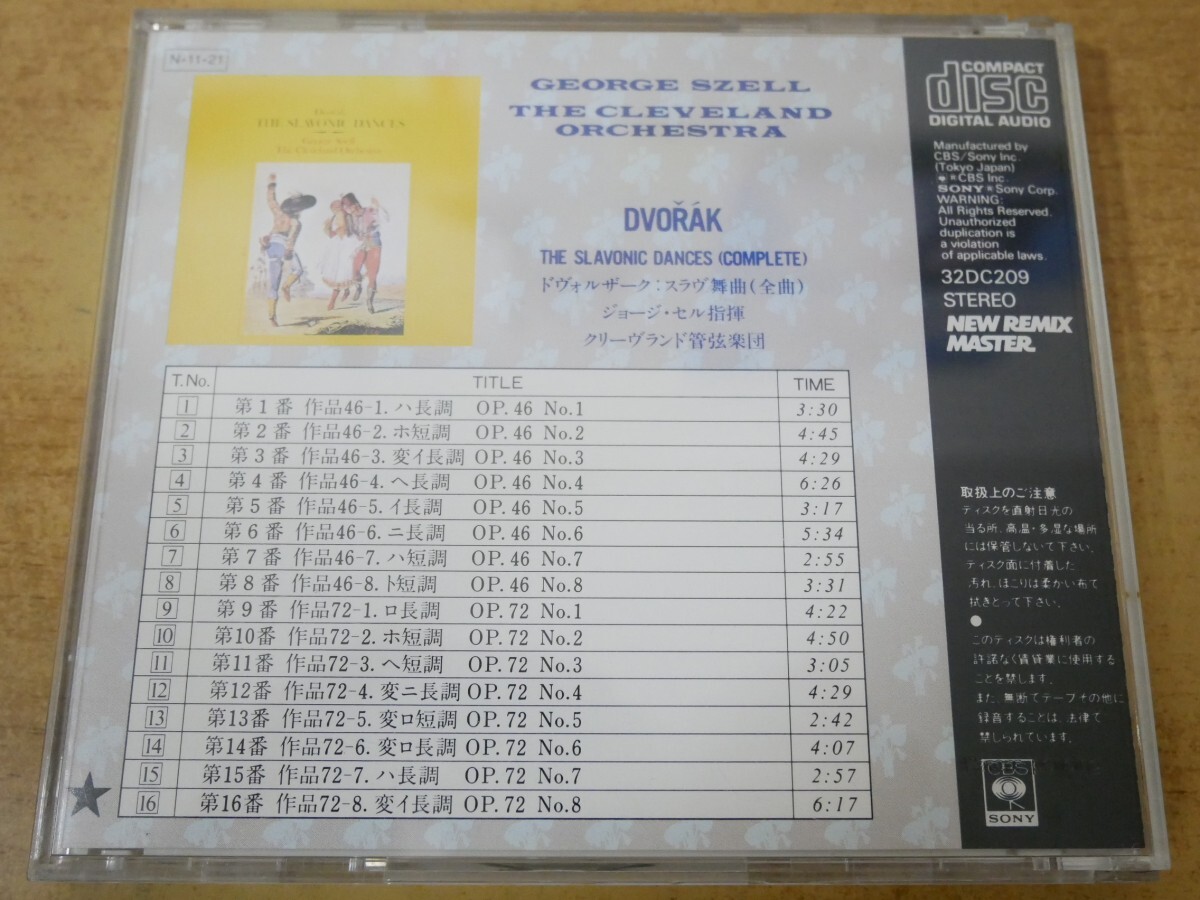 N-11-21
THE SLAVONIC DANCES
George Szell
The Cleveland Orchestra
GEORGE SZELL
THE CLEVELAND
ORCHESTRA
DVOŘÁK
THE SLAVONIC DANCES (COMPLETE)
ドヴォルザーク:スラヴ舞曲(全曲)
ジョージ・セル指揮
クリーヴランド管弦楽団
T.No. TITLE TIME
1 第1番 作品46-1. ハ長調 OP. 46 No.1 3:30
2 第2番 作品46-2. ホ短調 OP. 46 No.2 4:45
3 第3番 作品46-3. 変イ長調 OP. 46 No.3 4:29
4 第4番 作品46-4. ヘ長調 OP. 46 No.4 6:26
5 第5番 作品46-5. イ長調 OP. 46 No.5 3:17
6 第6番 作品46-6. ニ長調 OP. 46 No.6 5:34
7 第7番 作品46-7. ハ短調 OP. 46 No.7 2:55
8 第8番 作品46-8. ト短調 OP. 46 No.8 3:31
9 第9番 作品72-1. ロ長調 OP. 72 No.1 4:22
10 第10番 作品72-2. ホ短調 OP. 72 No.2 4:50
11 第11番 作品72-3. ヘ短調 OP. 72 No.3 3:05
12 第12番 作品72-4. 変ニ長調 OP. 72 No.4 4:29
13 第13番 作品72-5. 変ロ短調 OP. 72 No.5 2:42
14 第14番 作品72-6. 変ロ長調 OP. 72 No.6 4:07
15 第15番 作品72-7. ハ長調 OP. 72 No.7 2:57
16 第16番 作品72-8. 変イ長調 OP. 72 No.8 6:17
COMPACT
disc
DIGITAL AUDIO
Manufactured by
CBS/Sony Inc.
(Tokyo Japan)
CBS Inc.
SONY Sony Corp.
WARNING:
All Rights Reserved.
Unauthorized
duplication is
a violation
of applicable laws.
32DC209
STEREO
NEW REMIX
MASTER
取扱上のご注意
ディスクを直射日光の
当る所、高温・多湿な場所
には保管しないで下さい。
ディスク面に付着した
汚れ、ほこりは柔かい布で
拭きとって下さい。
このディスクは権利者の
許諾なく賃貸業に使用する
ことを禁じます。
また、無断でテープその他に
録音することは、法律で
禁じられています。
CBS
SONY